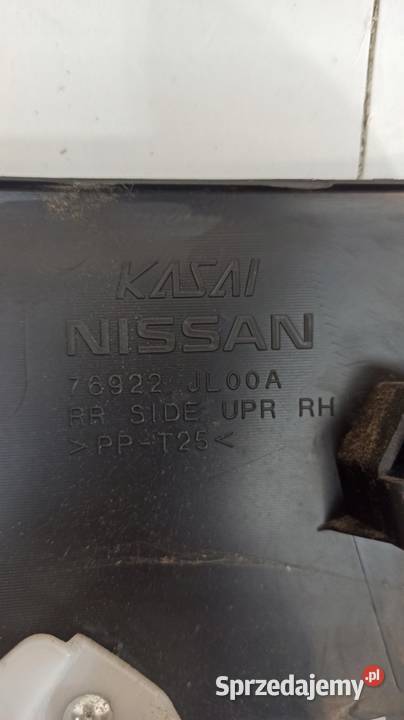 KASAI
NISSAN
76922 JL00A
RR SIDE UPR RH
>PP-T25<
Sprzedajemy.pl